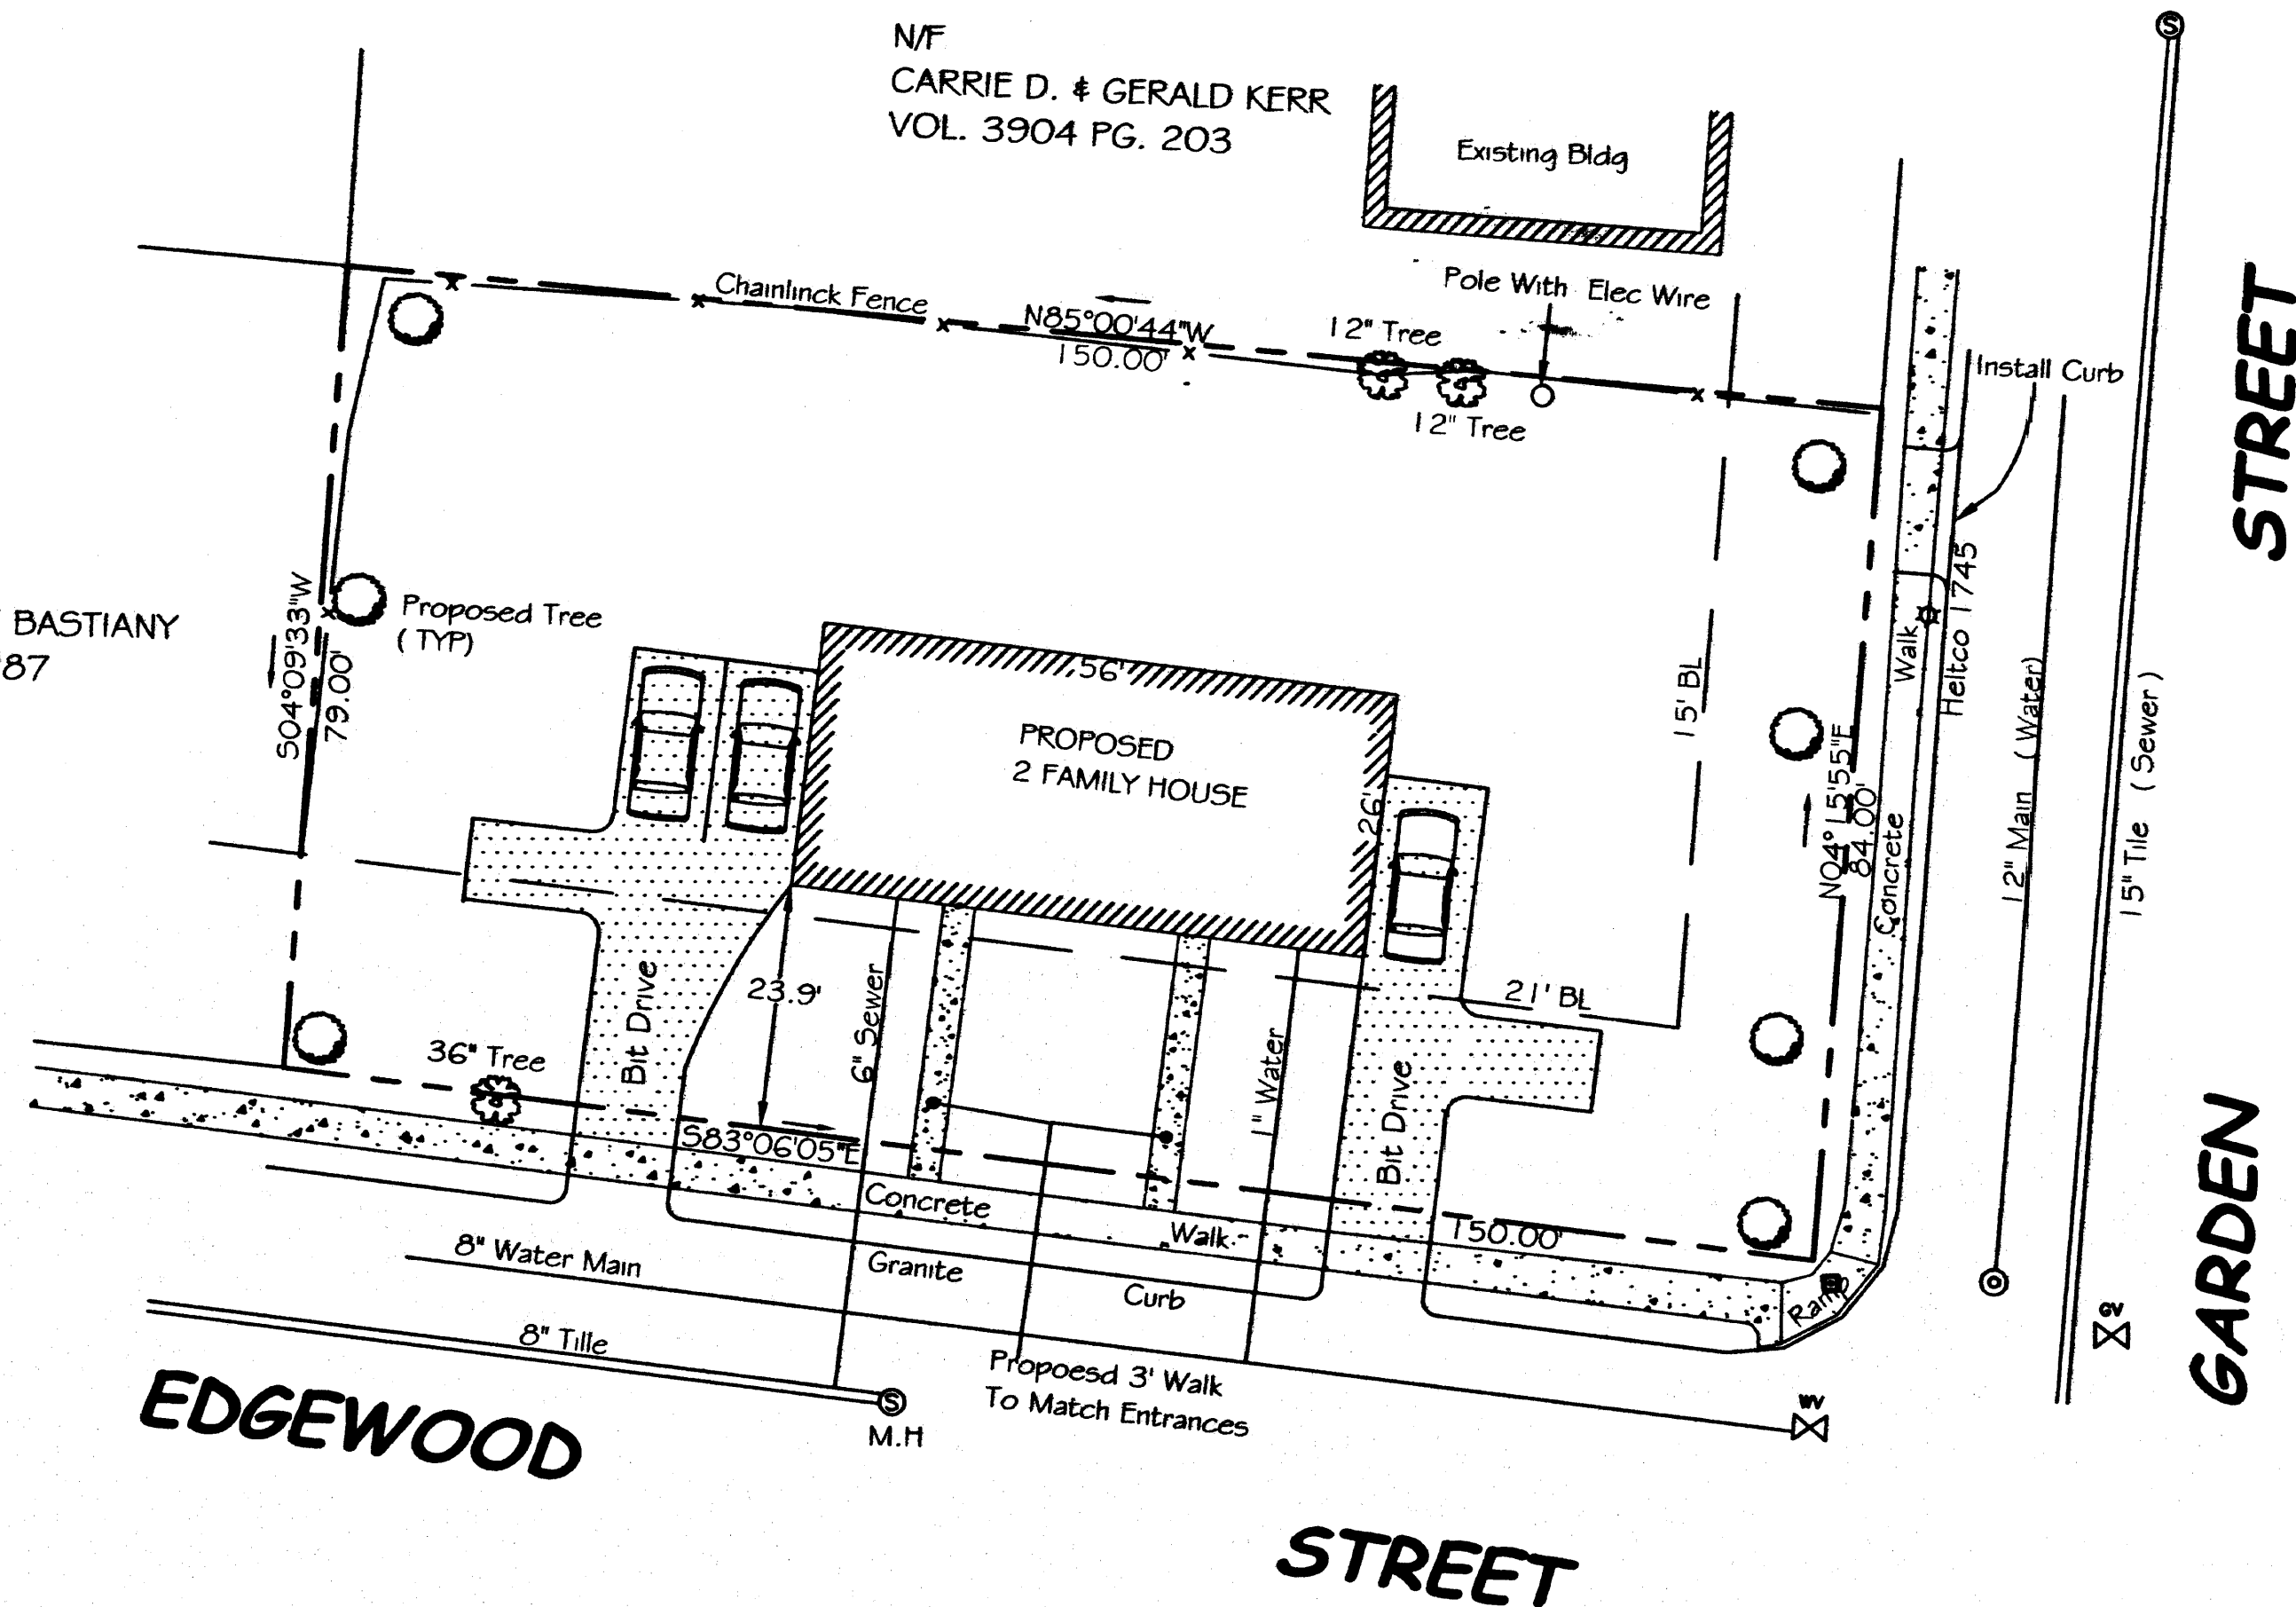 N/F
CARRIE D. & GERALD KERR
VOL. 3904 PG. 203
Existing Bldg
Pole With Elec Wire
Chainlinck Fence
N85°00'44"W
150.00'
12" Tree
12" Tree
Install Curb
STREET
BASTIANY
87
S04°09'33"W
79.00'
Proposed Tree
(TYP)
56'
PROPOSED
2 FAMILY HOUSE
26'
15' BL
N04°15'55"E
84.00'
Walk
Concrete
Heltco 1745
12" Main (Water)
15" Tile (Sewer)
23.9'
21' BL
36" Tree
Bit Drive
6" Sewer
1" Water
Bit Drive
S83°06'05"E
150.00'
Concrete
Walk
Granite
Curb
Ramp
8" Water Main
8" Tille
Propoesd 3' Walk
To Match Entrances
S
M.H
WV
GV
S
GARDEN
EDGEWOOD
STREET